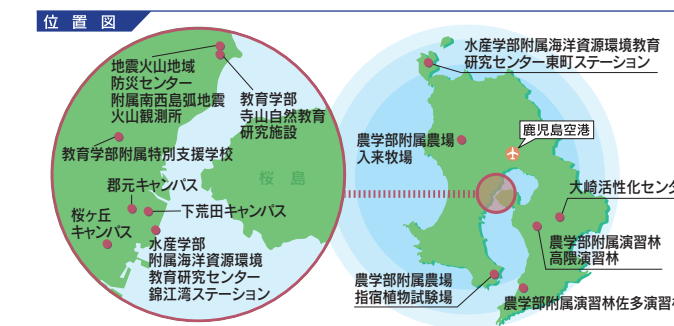 位置図
地震火山地域
防災センター
附属南西島弧地震
火山観測所
教育学部
寺山自然教育
研究施設
教育学部附属特別支援学校
桜島
郡元キャンパス
下荒田キャンパス
桜ヶ丘
キャンパス
水産学部
附属海洋資源環境
教育研究センター
錦江湾ステーション
水産学部附属海洋資源環境教育
研究センター東町ステーション
農学部附属農場
入来牧場
鹿児島空港
大崎活性化センタ
農学部附属演習林
高隈演習林
農学部附属農場
指宿植物試験場
農学部附属演習林佐多演習